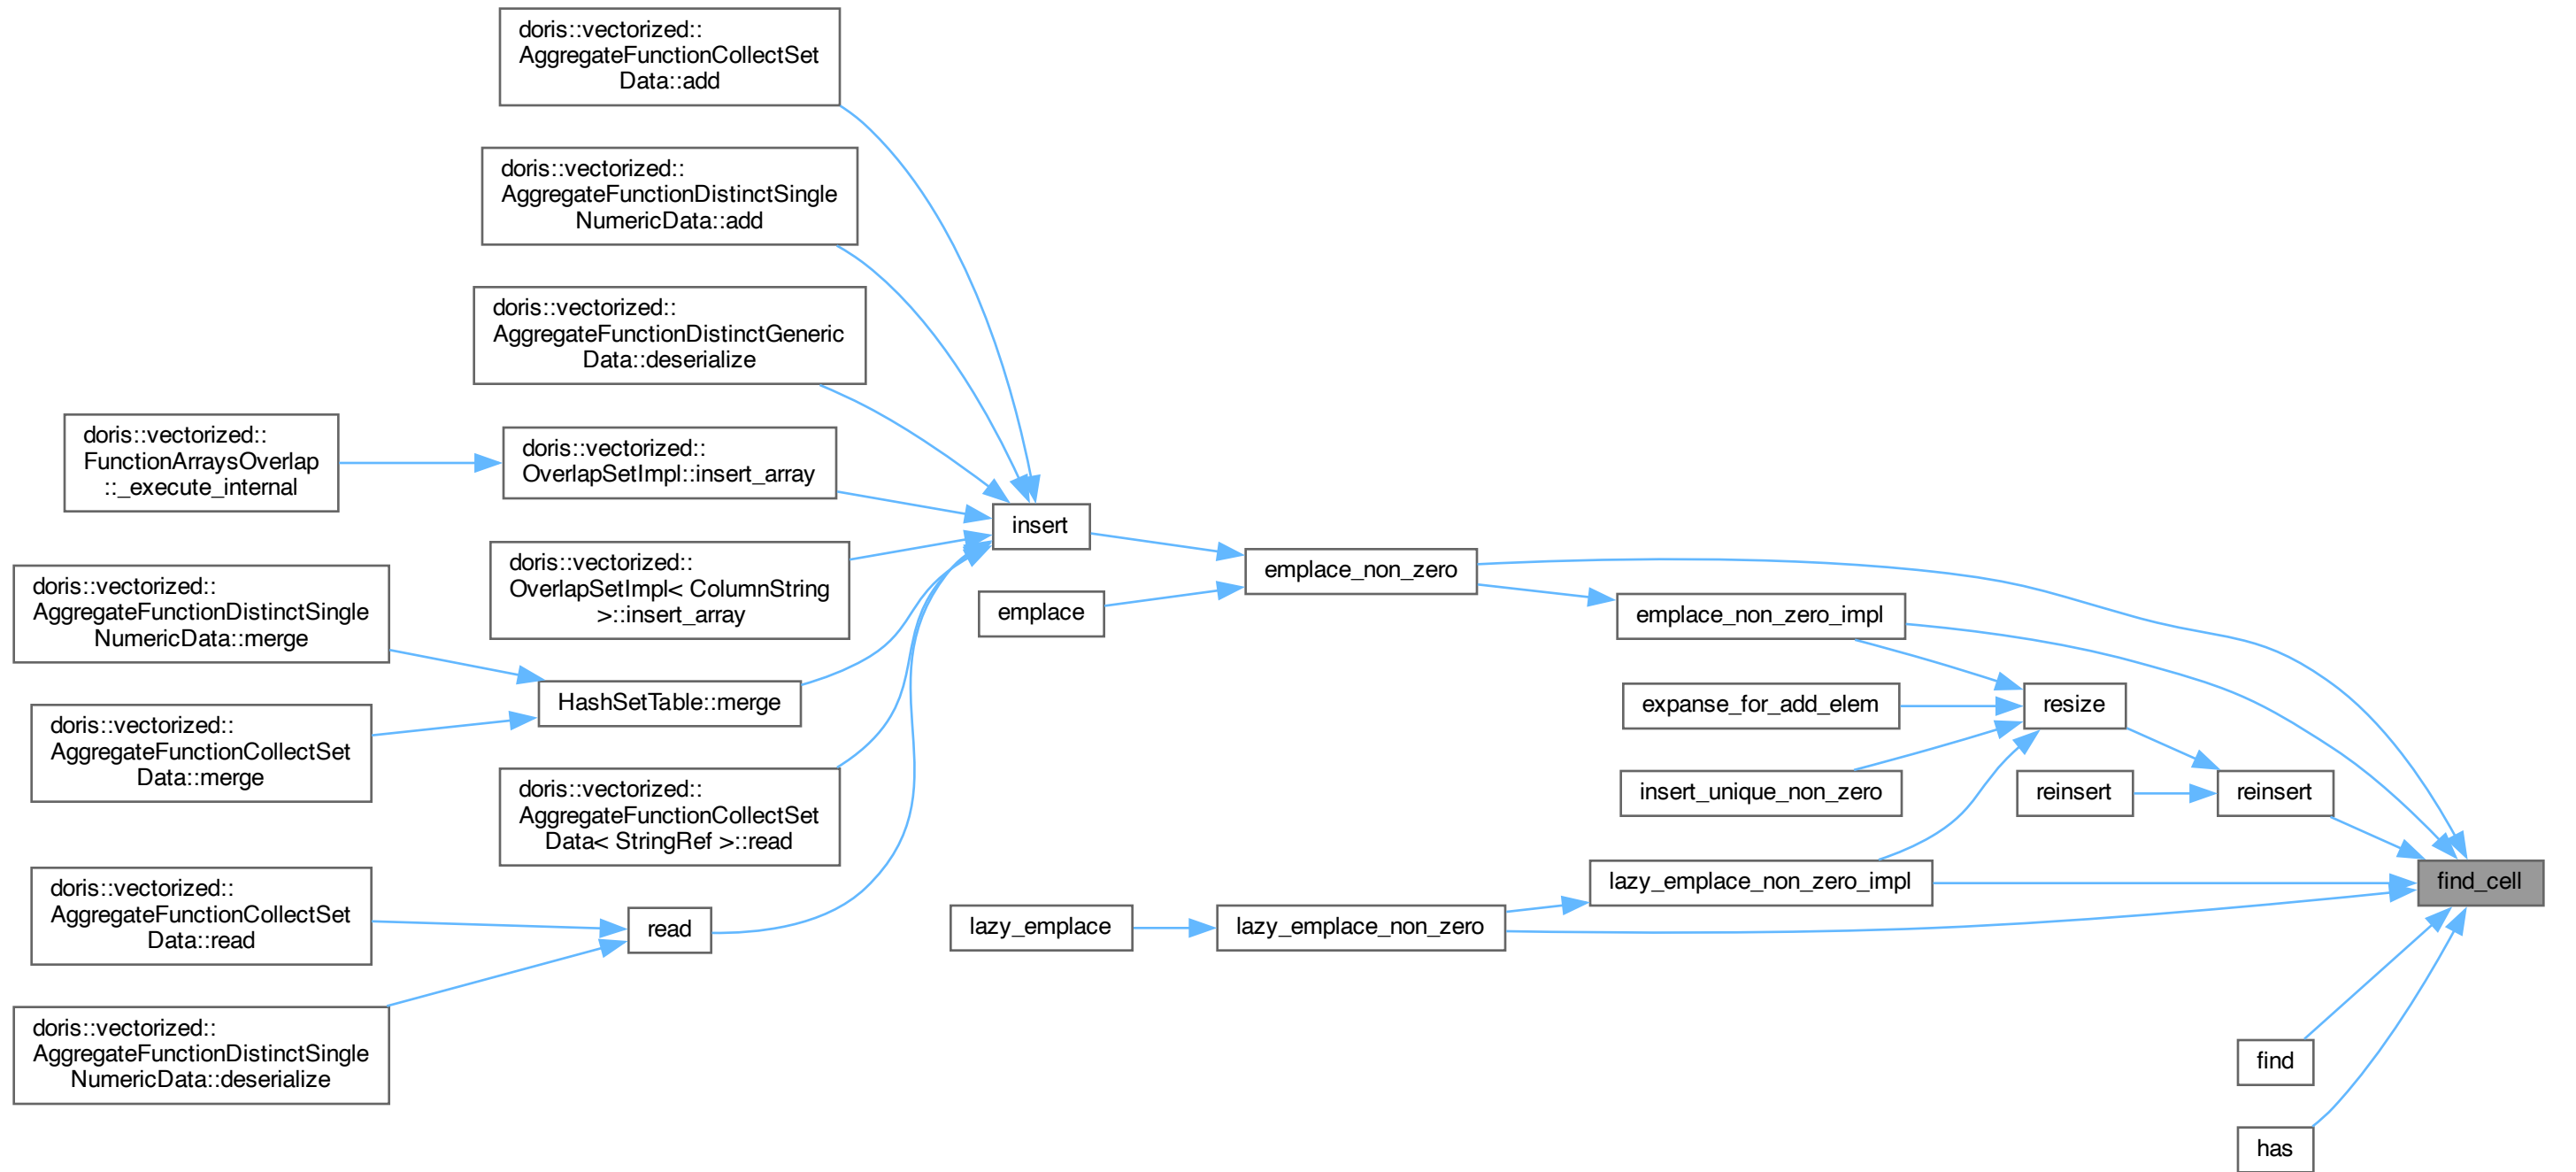 doris::vectorized::
AggregateFunctionCollectSet
Data::add
doris::vectorized::
AggregateFunctionDistinctSingle
NumericData::add
doris::vectorized::
AggregateFunctionDistinctGeneric
Data::deserialize
doris::vectorized::
FunctionArraysOverlap
::_execute_internal
doris::vectorized::
OverlapSetImpl::insert_array
insert
doris::vectorized::
OverlapSetImpl< ColumnString
>::insert_array
emplace
emplace_non_zero
emplace_non_zero_impl
doris::vectorized::
AggregateFunctionDistinctSingle
NumericData::merge
HashSetTable::merge
expanse_for_add_elem
resize
doris::vectorized::
AggregateFunctionCollectSet
Data::merge
doris::vectorized::
AggregateFunctionCollectSet
Data< StringRef >::read
insert_unique_non_zero
reinsert
reinsert
lazy_emplace_non_zero_impl
find_cell
doris::vectorized::
AggregateFunctionCollectSet
Data::read
read
lazy_emplace
lazy_emplace_non_zero
doris::vectorized::
AggregateFunctionDistinctSingle
NumericData::deserialize
find
has